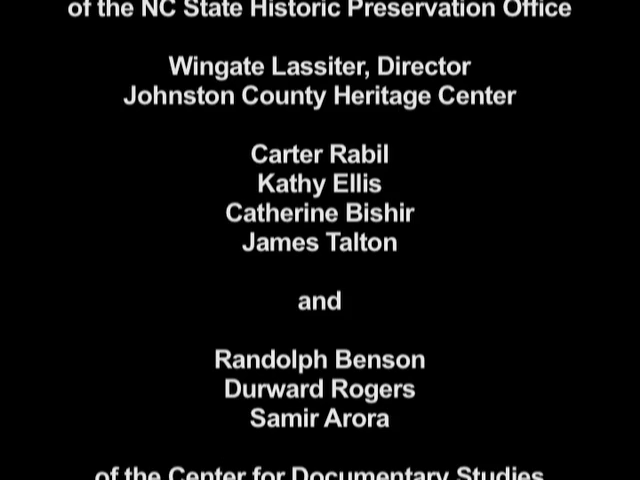 of the NC State Historic Preservation Office
Wingate Lassiter, Director
Johnston County Heritage Center
Carter Rabil
Kathy Ellis
Catherine Bishir
James Talton
and
Randolph Benson
Durward Rogers
Samir Arora
of the Center for Documentary Studies